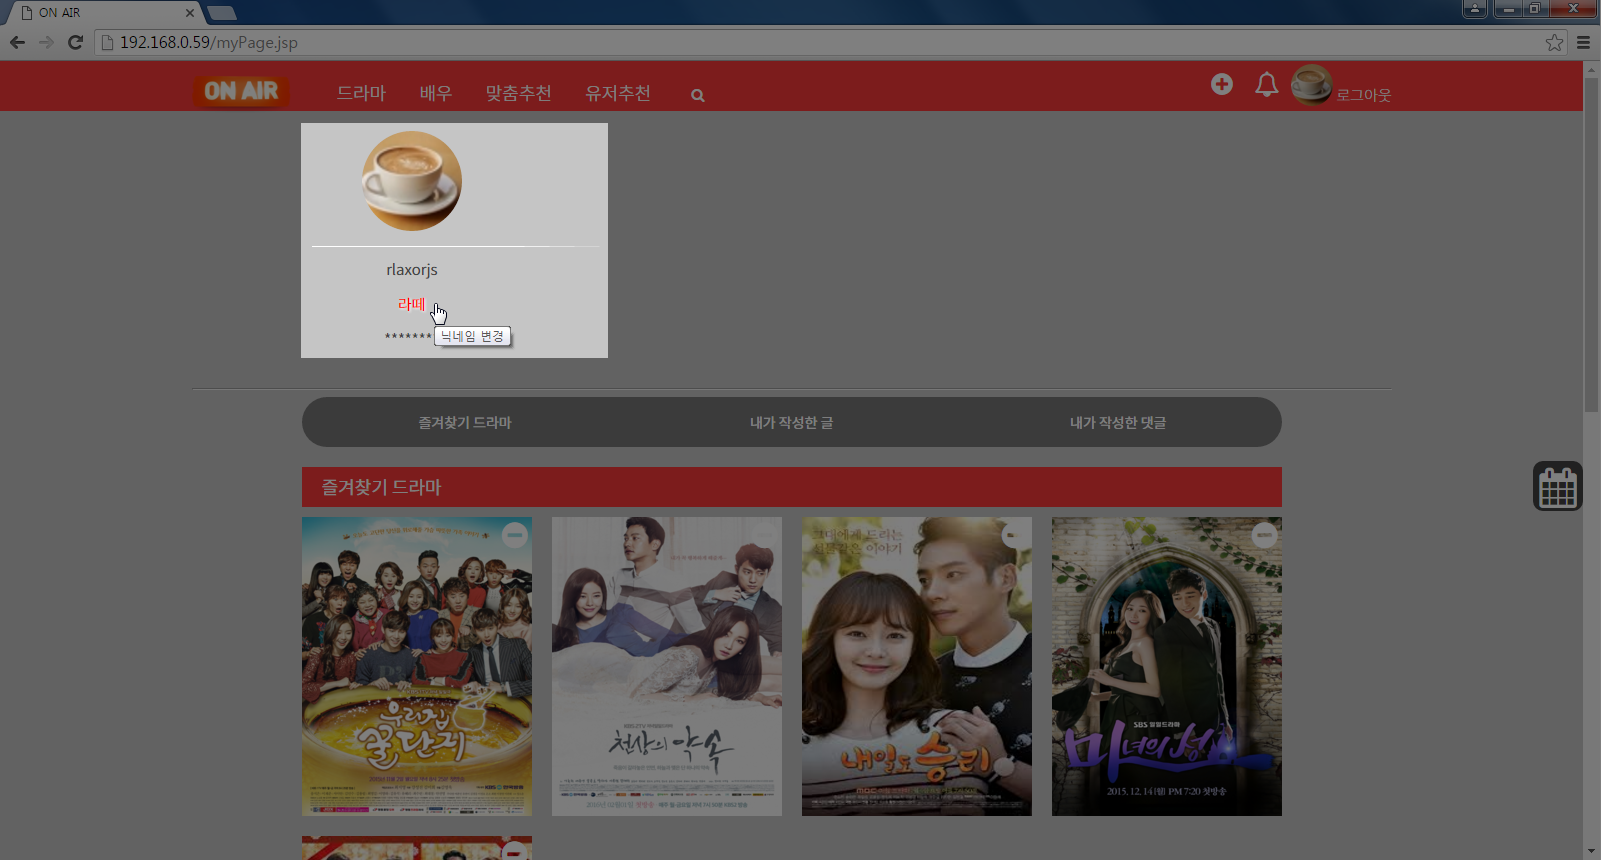 ON AIR
192.168.0.59/myPage.jsp
ON AIR
드라마 배우 맞춤추천 유저추천
로그아웃
rlaxorjs
라떼
*******
닉네임 변경
즐겨찾기 드라마 내가 작성한 글 내가 작성한 댓글
즐겨찾기 드라마
우리집
꿀단지
천상의 약속
그대에게 드리는
선물같은 이야기
내일도 승리
MBC
SBS 일일드라마
마녀의 성
2015. 12. 14(월) PM 7:20 첫방송